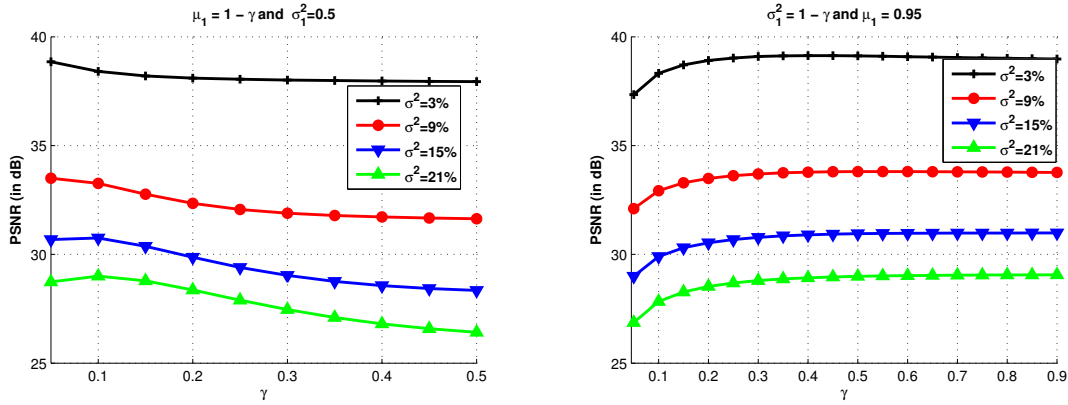 μ₁ = 1 − γ and σ₁²=0.5
40
35
30
25
PSNR (in dB)
0.1 0.2 0.3 0.4 0.5
γ
σ²=3%
σ²=9%
σ²=15%
σ²=21%
σ₁² = 1 − γ and μ₁ = 0.95
40
35
30
25
PSNR (in dB)
0.1 0.2 0.3 0.4 0.5 0.6 0.7 0.8 0.9
γ
σ²=3%
σ²=9%
σ²=15%
σ²=21%